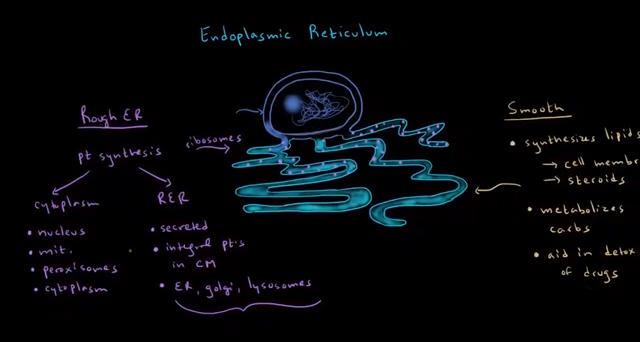 Endoplasmic Reticulum
Rough ER
pt synthesis
cytoplasm
• nucleus
• mit.
• peroxisomes
• cytoplasm
RER
• secreted
• integral pts
in CM
• ER, golgi, lysosomes
ribosomes
Smooth
• synthesizes lipids
→ cell membr
→ steroids
• metabolizes
carbs
• aid in detox
of drugs